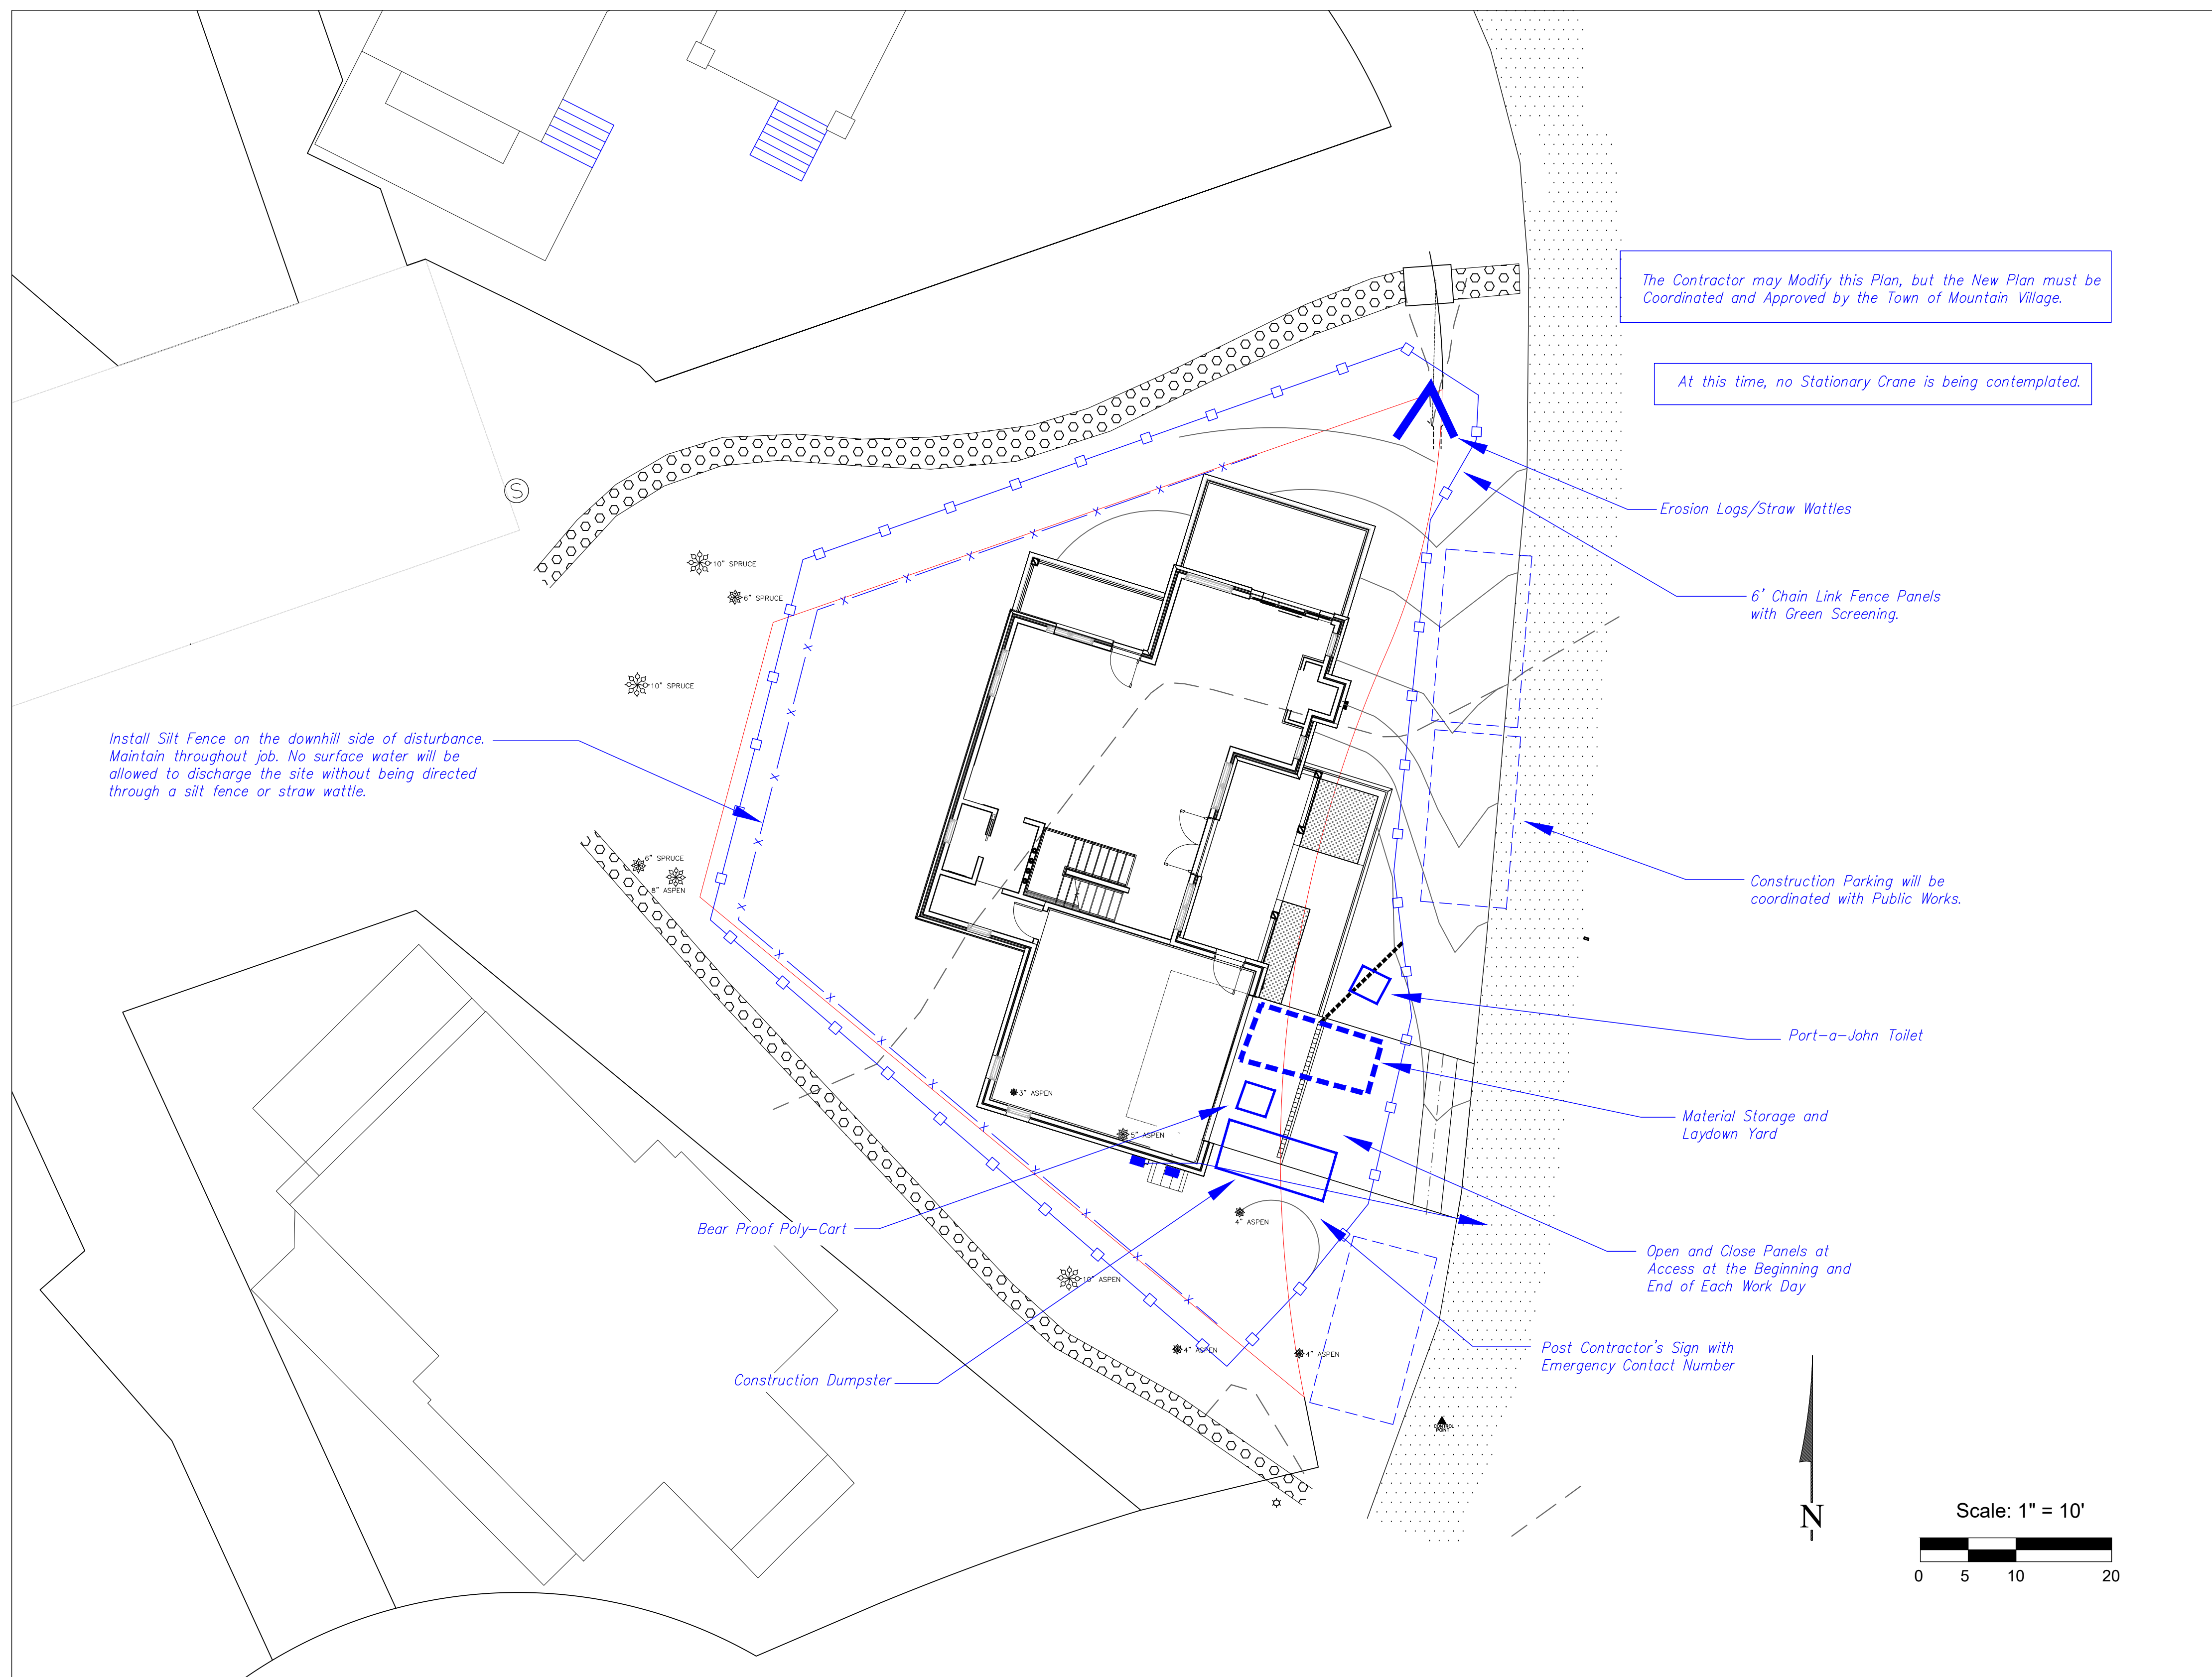 The Contractor may Modify this Plan, but the New Plan must be
Coordinated and Approved by the Town of Mountain Village.
At this time, no Stationary Crane is being contemplated.
Erosion Logs/Straw Wattles
6' Chain Link Fence Panels
with Green Screening.
S
10" SPRUCE
6" SPRUCE
10" SPRUCE
Install Silt Fence on the downhill side of disturbance.
Maintain throughout job. No surface water will be
allowed to discharge the site without being directed
through a silt fence or straw wattle.
6" SPRUCE
8" ASPEN
Construction Parking will be
coordinated with Public Works.
Port-a-John Toilet
3" ASPEN
5" ASPEN
Material Storage and
Laydown Yard
Bear Proof Poly-Cart
4" ASPEN
10" ASPEN
Open and Close Panels at
Access at the Beginning and
End of Each Work Day
4" ASPEN
4" ASPEN
Post Contractor's Sign with
Emergency Contact Number
Construction Dumpster
CONTROL
POINT
N
Scale: 1" = 10'
0 5 10 20